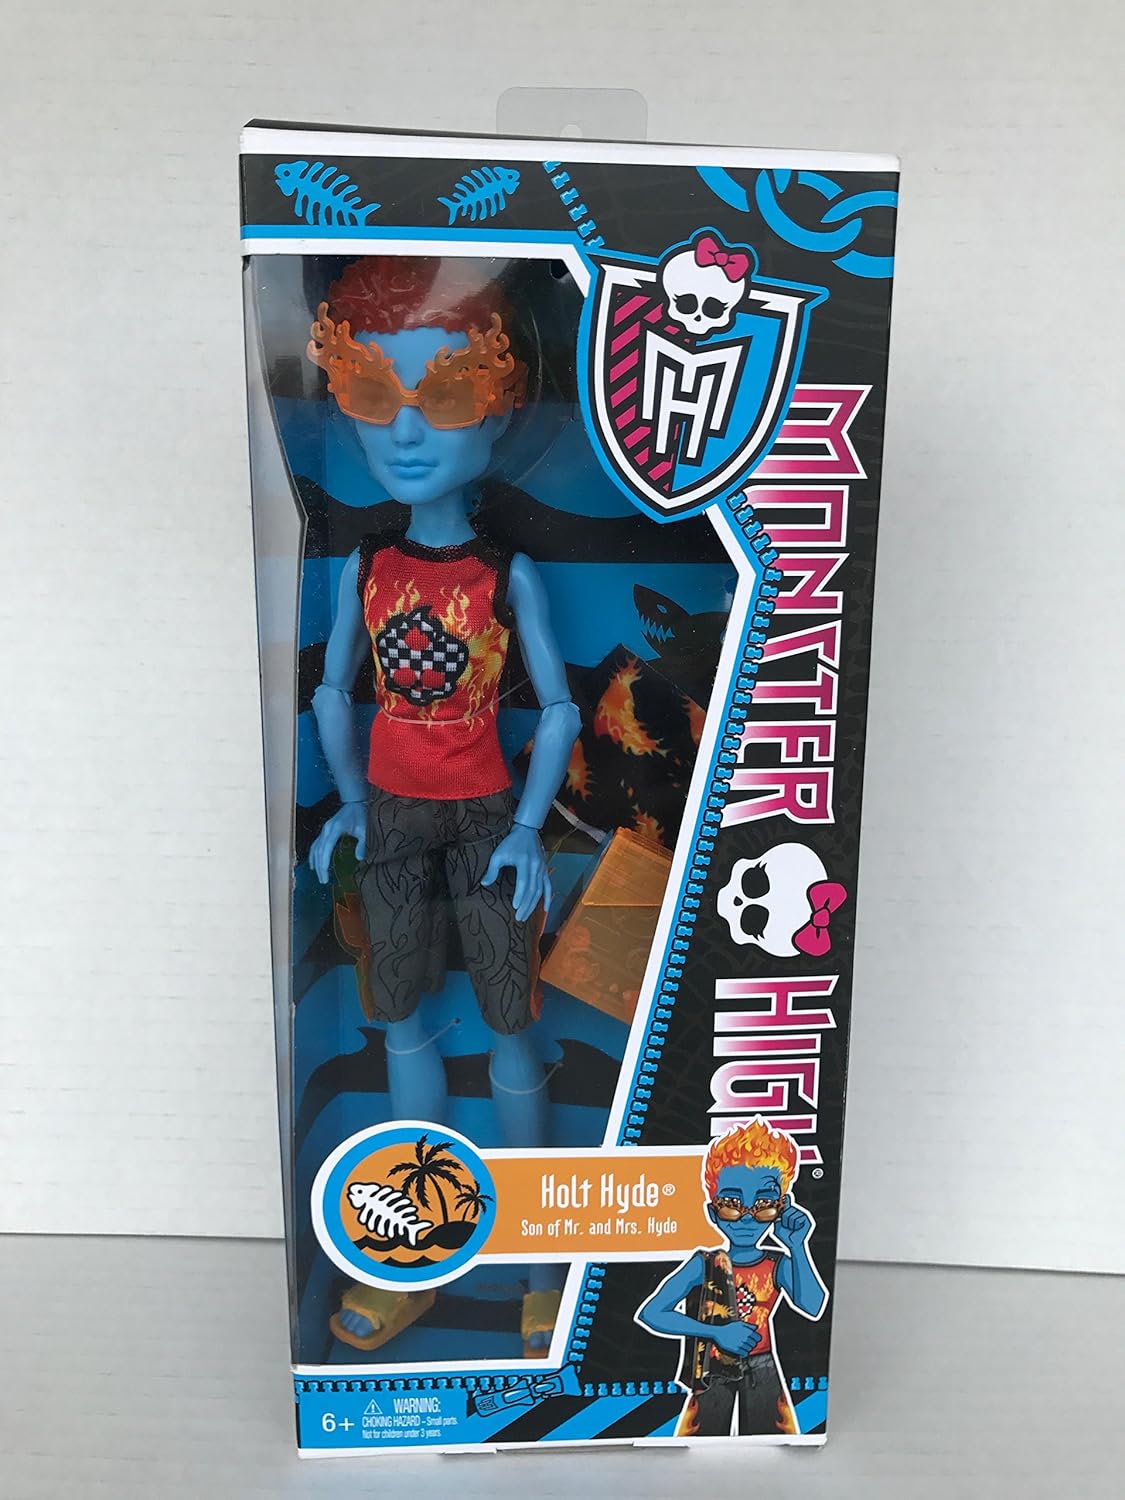 MH
MONSTER HIGH®
Holt Hyde®
Son of Mr. and Mrs. Hyde
6+
WARNING:
CHOKING HAZARD – Small parts.
Not for children under 3 years.